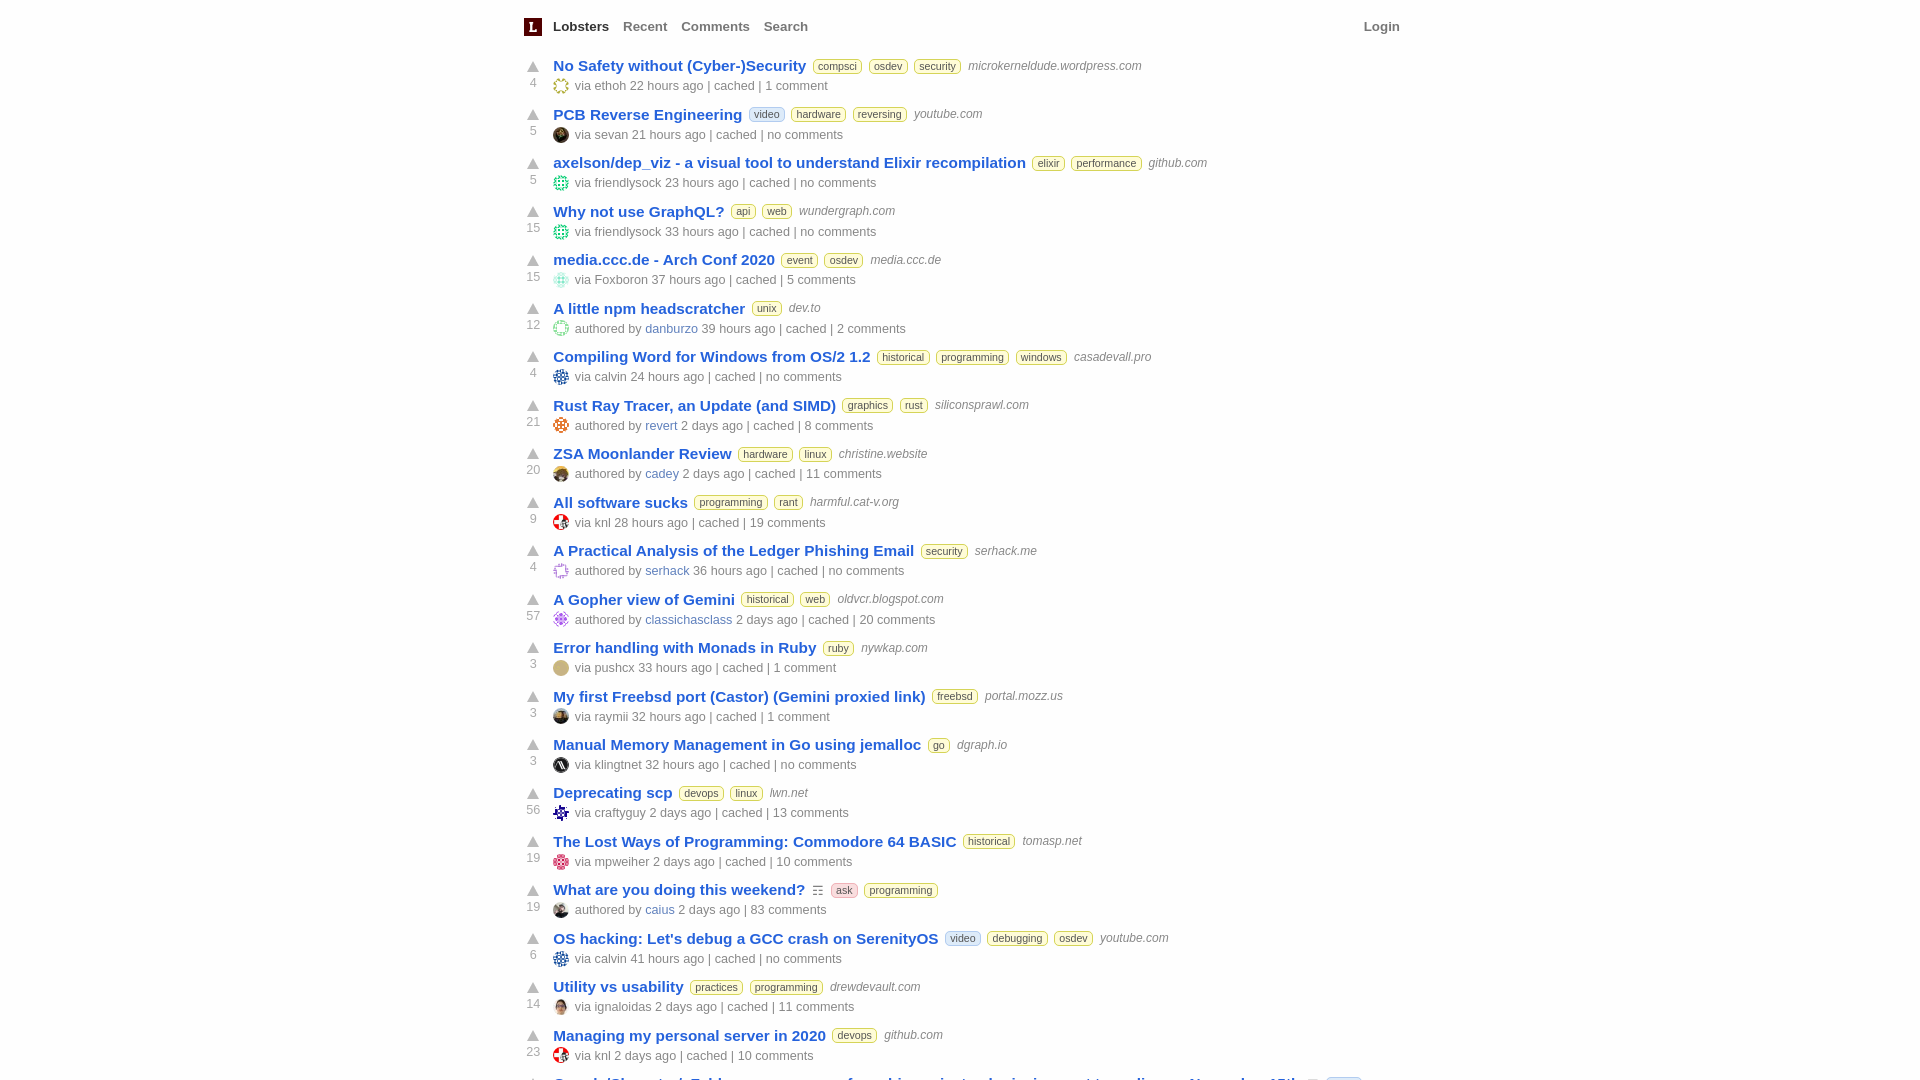 L Lobsters Recent Comments Search Login
No Safety without (Cyber-)Security compsci osdev security microkerneldude.wordpress.com
4 via ethoh 22 hours ago | cached | 1 comment
PCB Reverse Engineering video hardware reversing youtube.com
5 via sevan 21 hours ago | cached | no comments
axelson/dep_viz - a visual tool to understand Elixir recompilation elixir performance github.com
5 via friendlysock 23 hours ago | cached | no comments
Why not use GraphQL? api web wundergraph.com
15 via friendlysock 33 hours ago | cached | no comments
media.ccc.de - Arch Conf 2020 event osdev media.ccc.de
15 via Foxboron 37 hours ago | cached | 5 comments
A little npm headscratcher unix dev.to
12 authored by danburzo 39 hours ago | cached | 2 comments
Compiling Word for Windows from OS/2 1.2 historical programming windows casadevall.pro
4 via calvin 24 hours ago | cached | no comments
Rust Ray Tracer, an Update (and SIMD) graphics rust siliconsprawl.com
21 authored by revert 2 days ago | cached | 8 comments
ZSA Moonlander Review hardware linux christine.website
20 authored by cadey 2 days ago | cached | 11 comments
All software sucks programming rant harmful.cat-v.org
9 via knl 28 hours ago | cached | 19 comments
A Practical Analysis of the Ledger Phishing Email security serhack.me
4 authored by serhack 36 hours ago | cached | no comments
A Gopher view of Gemini historical web oldvcr.blogspot.com
57 authored by classichasclass 2 days ago | cached | 20 comments
Error handling with Monads in Ruby ruby nywkap.com
3 via pushcx 33 hours ago | cached | 1 comment
My first Freebsd port (Castor) (Gemini proxied link) freebsd portal.mozz.us
3 via raymii 32 hours ago | cached | 1 comment
Manual Memory Management in Go using jemalloc go dgraph.io
3 via klingtnet 32 hours ago | cached | no comments
Deprecating scp devops linux lwn.net
56 via craftyguy 2 days ago | cached | 13 comments
The Lost Ways of Programming: Commodore 64 BASIC historical tomasp.net
19 via mpweiher 2 days ago | cached | 10 comments
What are you doing this weekend? ☶ ask programming
19 authored by caius 2 days ago | 83 comments
OS hacking: Let's debug a GCC crash on SerenityOS video debugging osdev youtube.com
6 via calvin 41 hours ago | cached | no comments
Utility vs usability practices programming drewdevault.com
14 via ignaloidas 2 days ago | cached | 11 comments
Managing my personal server in 2020 devops github.com
23 via knl 2 days ago | cached | 10 comments